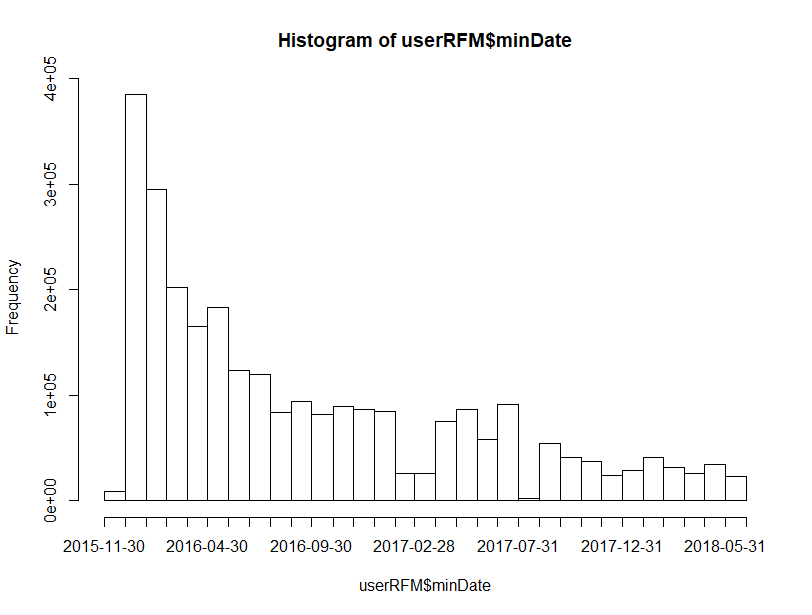 Histogram of userRFM$minDate
Frequency
4e+05
3e+05
2e+05
1e+05
0e+00
2015-11-30 2016-04-30 2016-09-30 2017-02-28 2017-07-31 2017-12-31 2018-05-31
userRFM$minDate